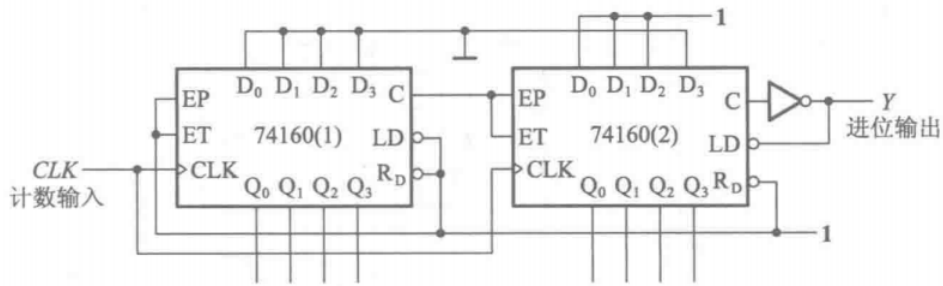 1
D₀ D₁ D₂ D₃
EP
C
ET
74160(1)
LD
CLK
R_D
Q₀ Q₁ Q₂ Q₃
CLK
计数输入
D₀ D₁ D₂ D₃
EP
C
ET
74160(2)
LD
CLK
R_D
Q₀ Q₁ Q₂ Q₃
Y
进位输出
1